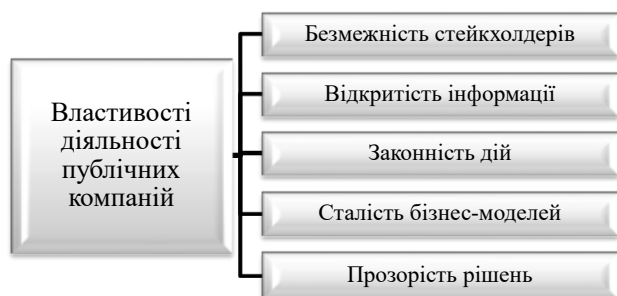 Властивості
діяльності
публічних
компаній
Безмежність стейкхолдерів
Відкритість інформації
Законність дій
Сталість бізнес-моделей
Прозорість рішень